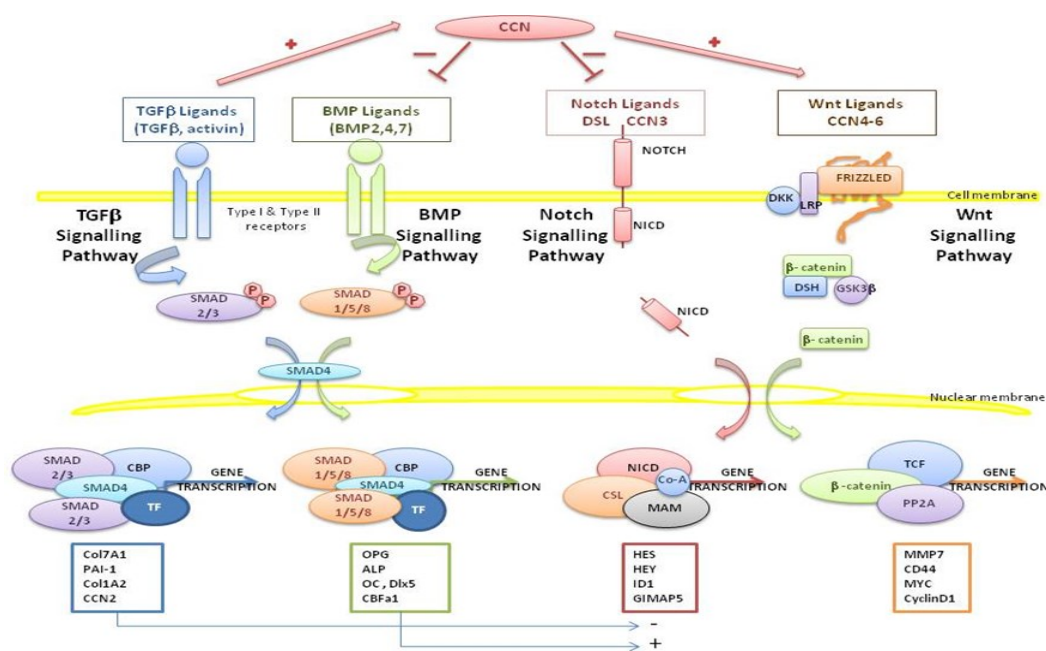 CCN
+
–
–
+
TGFβ Ligands
(TGFβ, activin)
BMP Ligands
(BMP2,4,7)
Notch Ligands
DSL CCN3
Wnt Ligands
CCN4-6
NOTCH
FRIZZLED
DKK
LRP
Cell membrane
TGFβ
Signalling
Pathway
Type I & Type II
receptors
BMP
Signalling
Pathway
Notch
Signalling
Pathway
NICD
Wnt
Signalling
Pathway
β- catenin
DSH
GSK3β
SMAD
2/3
P
P
SMAD
1/5/8
P
P
NICD
β- catenin
SMAD4
Nuclear membrane
SMAD
2/3
CBP
SMAD4
SMAD
2/3
TF
GENE
TRANSCRIPTION
SMAD
1/5/8
CBP
SMAD4
SMAD
1/5/8
TF
GENE
TRANSCRIPTION
NICD
Co-A
CSL
MAM
GENE
TRANSCRIPTION
TCF
β-catenin
PP2A
GENE
TRANSCRIPTION
Col7A1
PAI-1
Col1A2
CCN2
OPG
ALP
OC , Dlx5
CBFa1
HES
HEY
ID1
GIMAP5
MMP7
CD44
MYC
CyclinD1
-
+